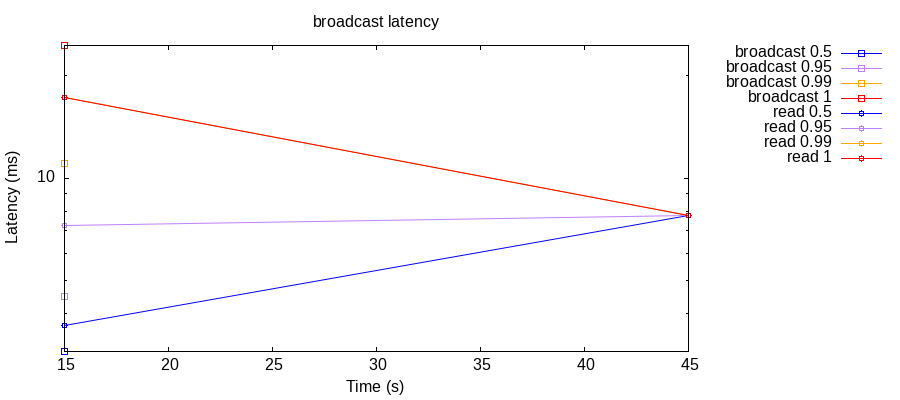 broadcast latency
broadcast 0.5
broadcast 0.95
broadcast 0.99
broadcast 1
read 0.5
read 0.95
read 0.99
read 1
Latency (ms)
10
15 20 25 30 35 40 45
Time (s)